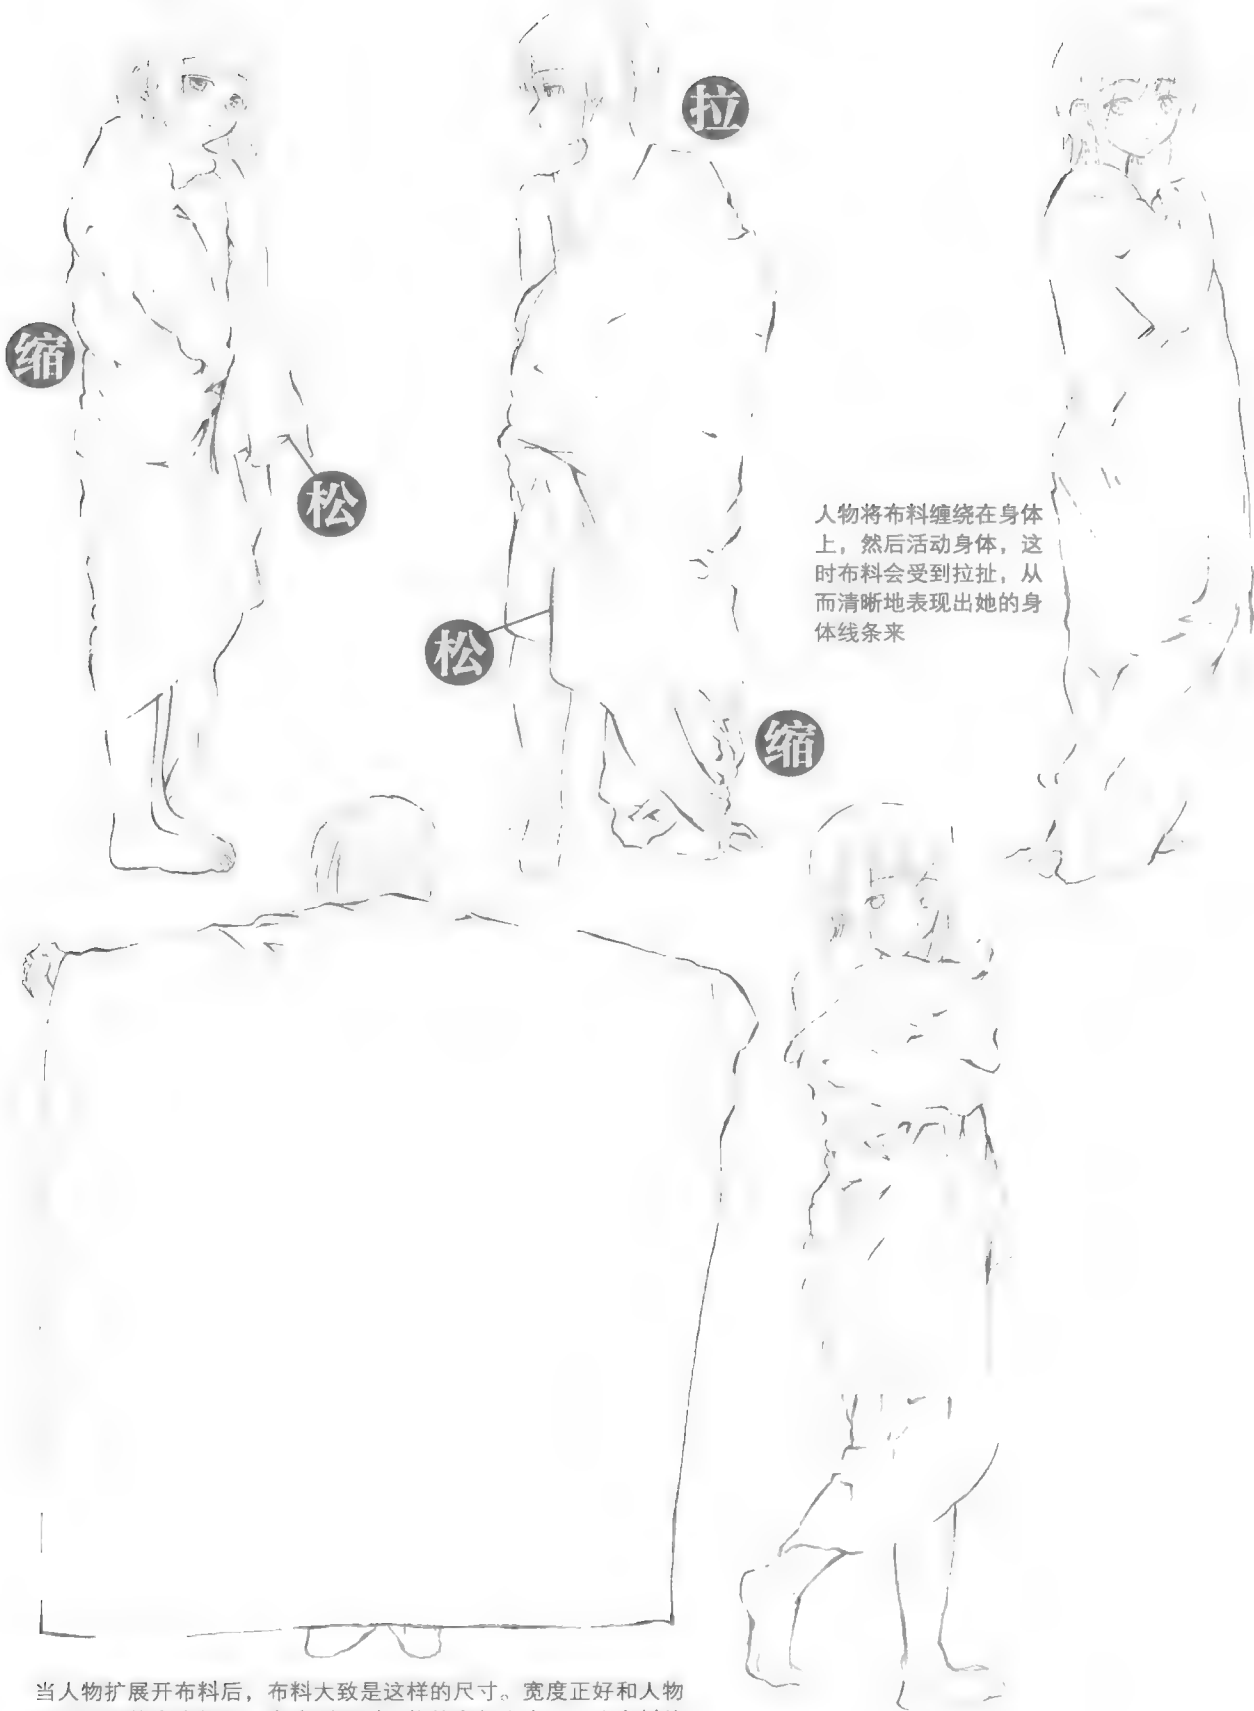 拉
缩
松
人物将布料缠绕在身体
上，然后活动身体，这
时布料会受到拉扯，从
而清晰地表现出她的身
体线条来
松
缩
当人物扩展开布料后，布料大致是这样的尺寸。宽度正好和人物